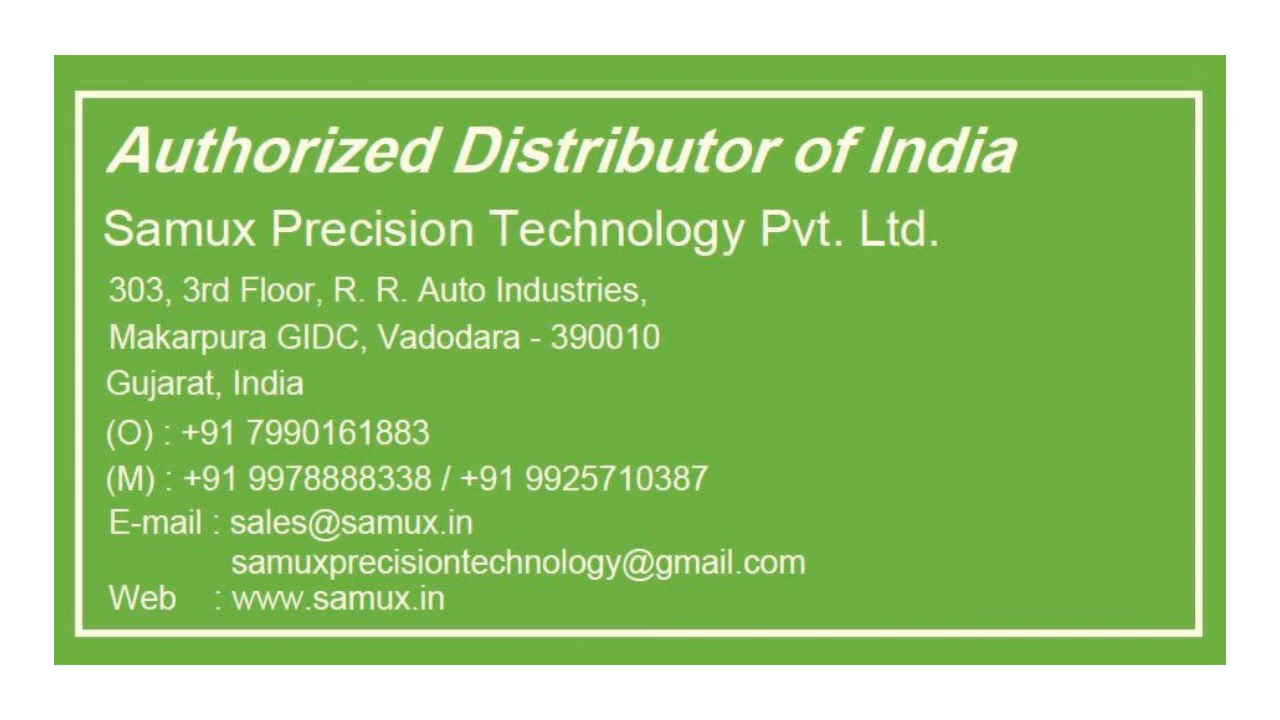 Authorized Distributor of India
Samux Precision Technology Pvt. Ltd.
303, 3rd Floor, R. R. Auto Industries,
Makarpura GIDC, Vadodara - 390010
Gujarat, India
(O) : +91 7990161883
(M) : +91 9978888338 / +91 9925710387
E-mail : sales@samux.in
samuxprecisiontechnology@gmail.com
Web : www.samux.in